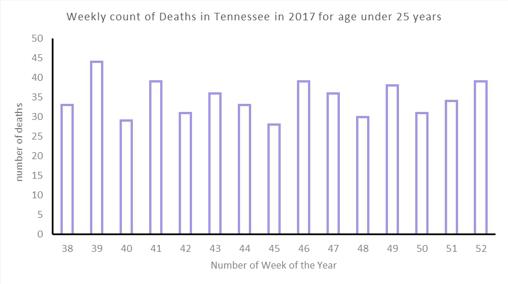 Weekly count of Deaths in Tennessee in 2017 for age under 25 years
number of deaths
50
45
40
35
30
25
20
15
10
5
0
38 39 40 41 42 43 44 45 46 47 48 49 50 51 52
Number of Week of the Year